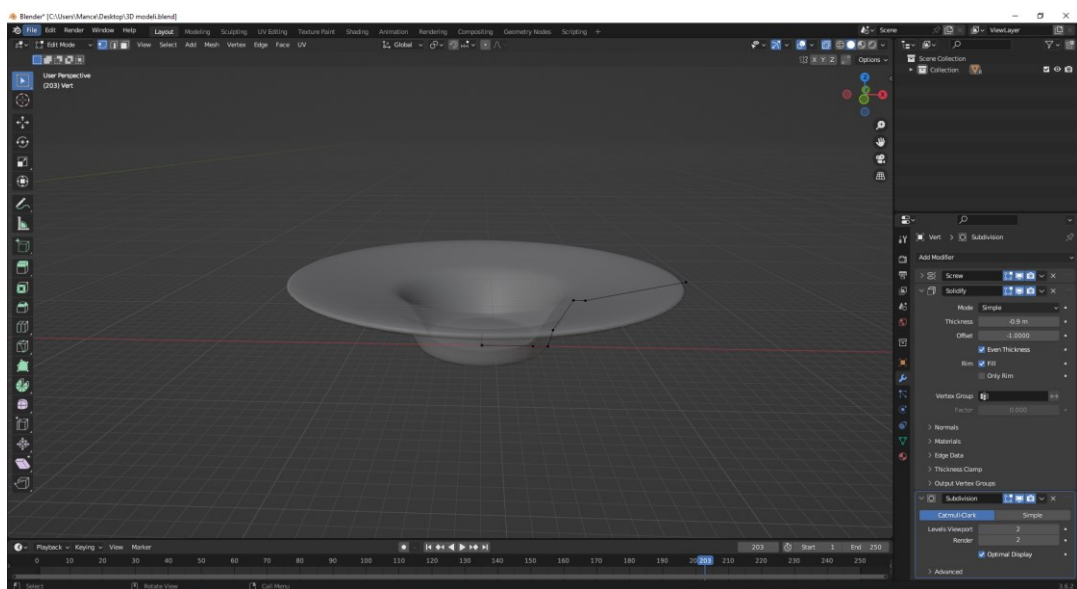 Blender* [C:\Users\Mance\Desktop\3D modeli.blend]
File Edit Render Window Help Layout Modeling Sculpting UV Editing Texture Paint Shading Animation Rendering Compositing Geometry Nodes Scripting + Scene ViewLayer
Edit Mode View Select Add Mesh Vertex Edge Face UV Global
X Y Z Options
User Perspective
(203) Vert
Z
X
Scene Collection
Collection
Vert > Subdivision
Add Modifier
Screw
Solidify
Mode Simple
Thickness -0.9 m
Offset -1.0000
Even Thickness
Rim Fill
Only Rim
Vertex Group
Factor 0.000
> Normals
> Materials
> Edge Data
> Thickness Clamp
> Output Vertex Groups
Subdivision
Catmull-Clark Simple
Levels Viewport 2
Render 2
Optimal Display
> Advanced
Playback Keying View Marker 203 Start 1 End 250
0 10 20 30 40 50 60 70 80 90 100 110 120 130 140 150 160 170 180 190 203 210 220 230 240 250
Select Rotate View Call Menu 3.6.2